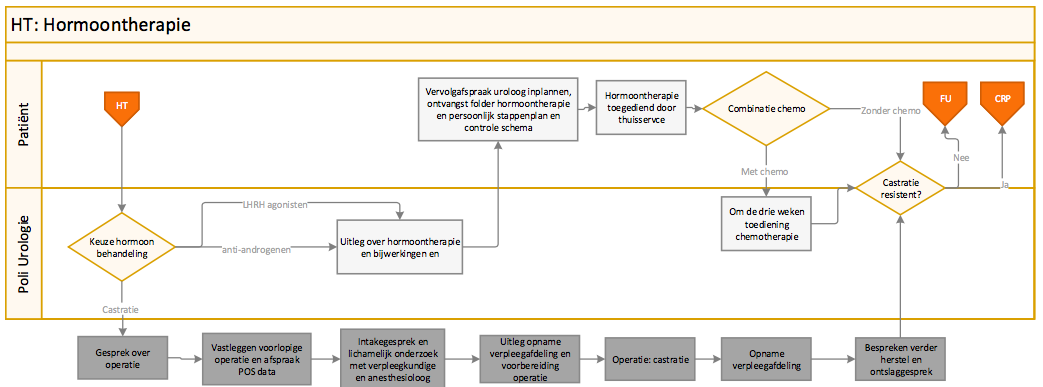 HT: Hormoontherapie
Patiënt
HT
Vervolgafspraak uroloog inplannen,
ontvangst folder hormoontherapie
en persoonlijk stappenplan en
controle schema
Hormoontherapie
toegediend door
thuisservce
Combinatie chemo
Zonder chemo
FU
CRP
Nee
Ja
Met chemo
Castratie
resistent?
Poli Urologie
Keuze hormoon
behandeling
LHRH agonisten
anti-androgenen
Uitleg over hormoontherapie
en bijwerkingen en
Om de drie weken
toediening
chemotherapie
Castratie
Gesprek over
operatie
Vastleggen voorlopige
operatie en afspraak
POS data
Intakegesprek en
lichamelijk onderzoek
met verpleegkundige
en anesthesioloog
Uitleg opname
verpleegafdeling en
voorbereiding
operatie
Operatie: castratie
Opname
verpleegafdeling
Bespreken verder
herstel en
ontslaggesprek